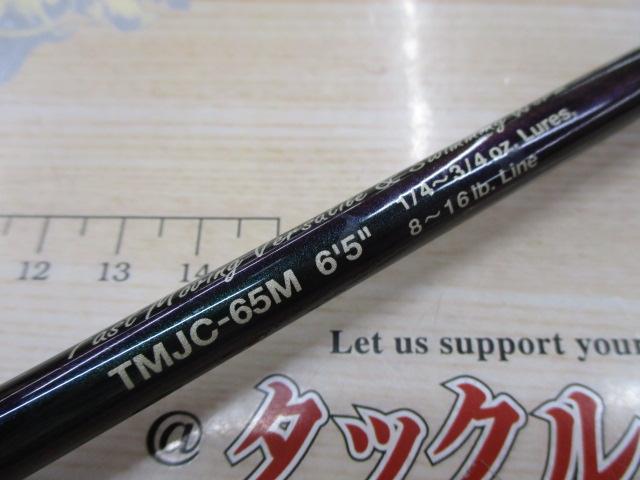 Fast Moving Versatile & Swimming
TMJC-65M 6'5" 1/4~3/4 oz. Lures.
8~16 lb. Line
12 13 14
Let us support your
@タックル